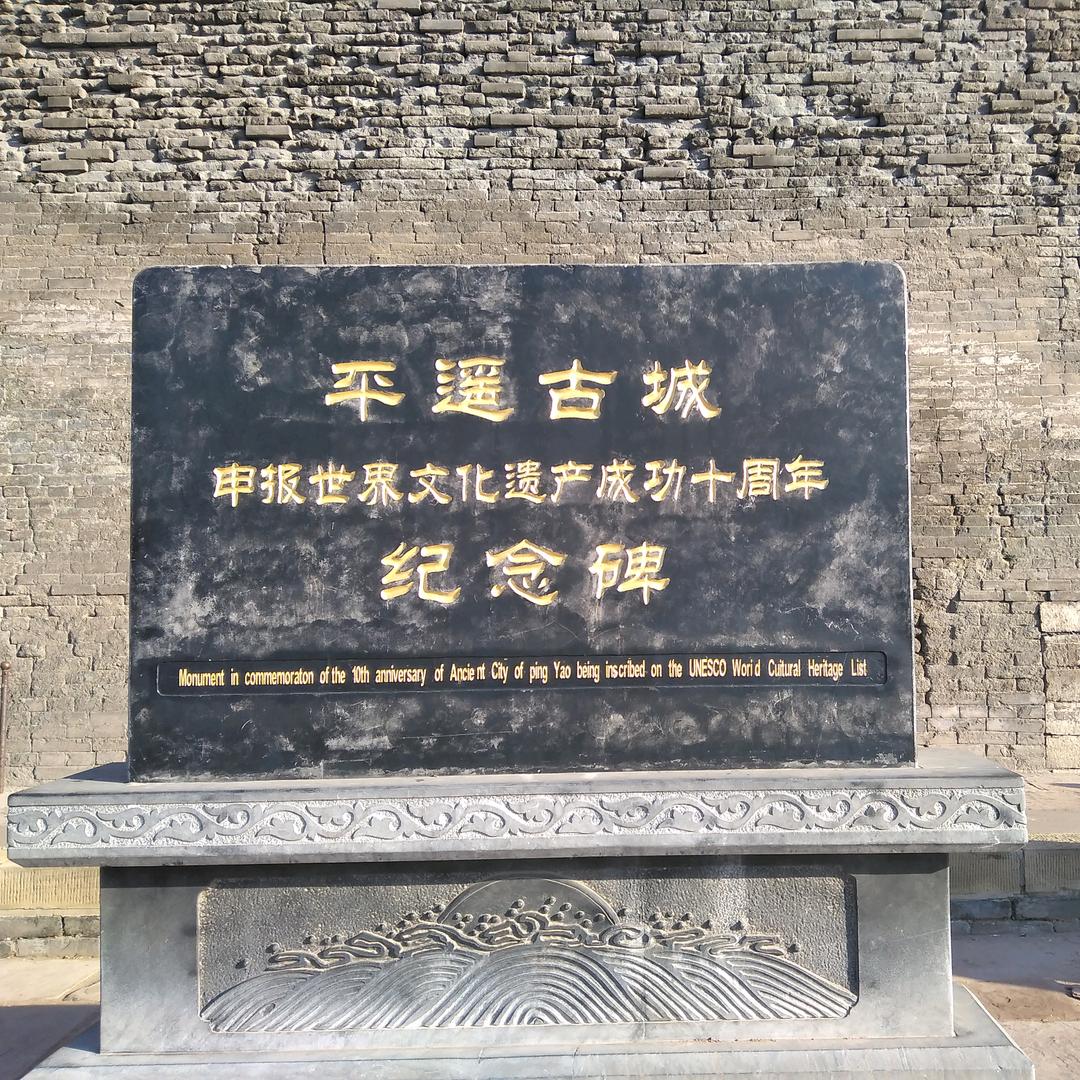 平遥古城
申报世界文化遗产成功十周年
纪念碑
Monument in commemoraton of the 10th anniversary of Ancient City of ping Yao being inscribed on the UNESCO World Cuitural Heritage List